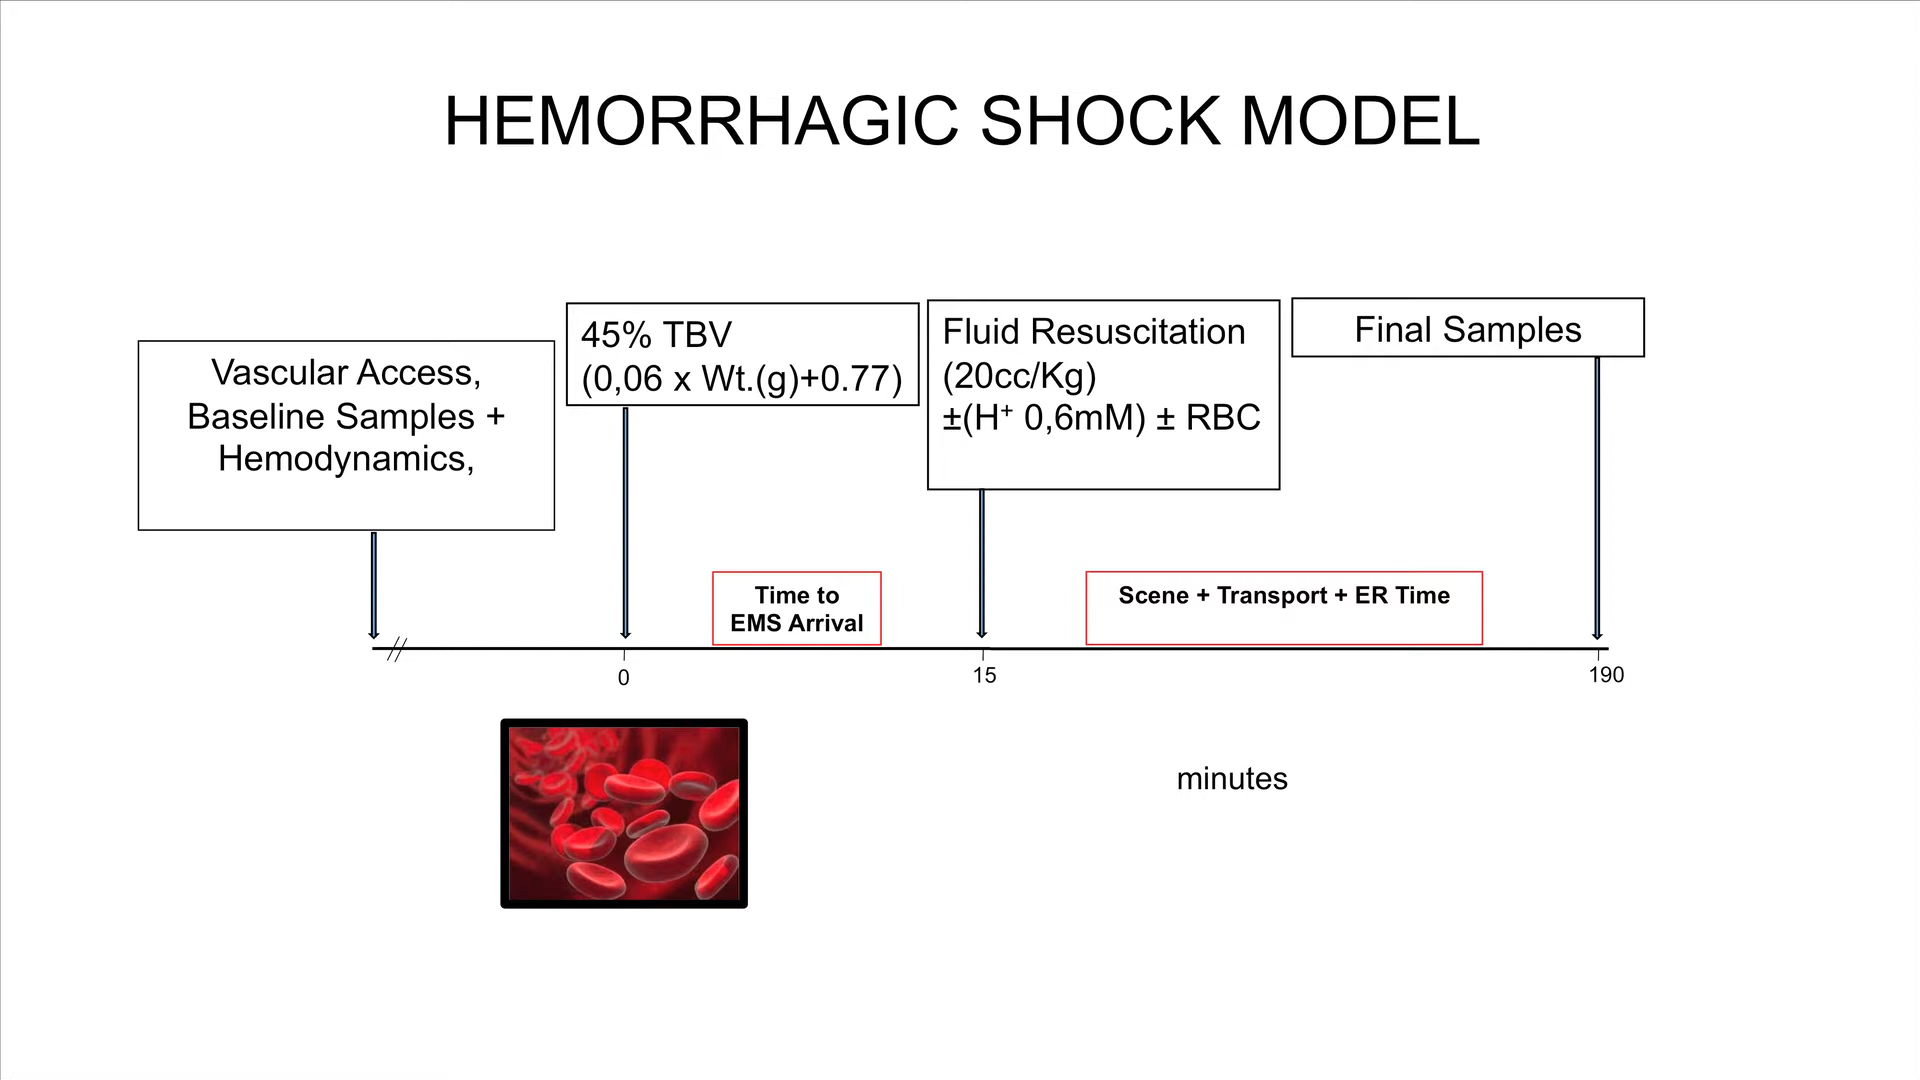 HEMORRHAGIC SHOCK MODEL
Vascular Access,
Baseline Samples +
Hemodynamics,
45% TBV
(0,06 x Wt.(g)+0.77)
Fluid Resuscitation
(20cc/Kg)
±(H⁺ 0,6mM) ± RBC
Final Samples
Time to
EMS Arrival
Scene + Transport + ER Time
0
15
190
minutes